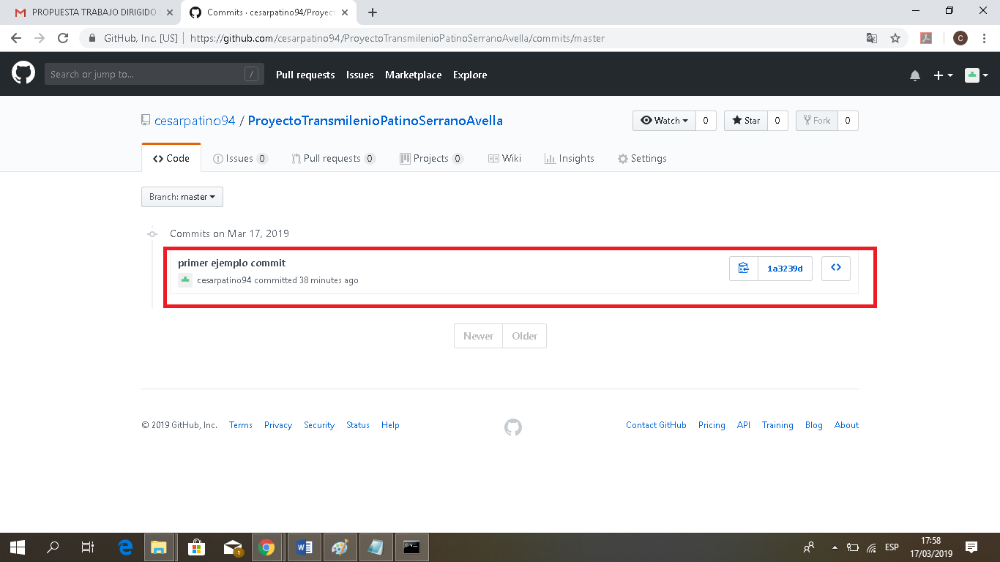 PROPUESTA TRABAJO DIRIGIDO
Commits · cesarpatino94/Proyect
GitHub, Inc. [US] https://github.com/cesarpatino94/ProyectoTransmilenioPatinoSerranoAvella/commits/master
C
Search or jump to... /
Pull requests Issues Marketplace Explore
cesarpatino94 / ProyectoTransmilenioPatinoSerranoAvella
Watch 0 Star 0 Fork 0
Code Issues 0 Pull requests 0 Projects 0 Wiki Insights Settings
Branch: master
Commits on Mar 17, 2019
primer ejemplo commit
cesarpatino94 committed 38 minutes ago
1a3239d
Newer Older
© 2019 GitHub, Inc. Terms Privacy Security Status Help
Contact GitHub Pricing API Training Blog About
1
ESP
17:58
17/03/2019